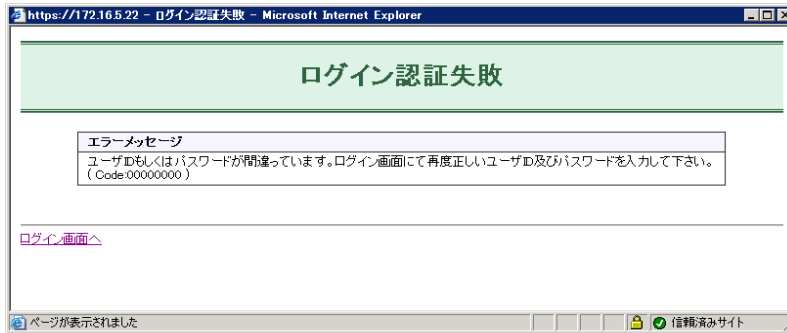 https://172.16.5.22 - ログイン認証失敗 - Microsoft Internet Explorer
ログイン認証失敗
エラーメッセージ
ユーザIDもしくはパスワードが間違っています。ログイン画面にて再度正しいユーザID及びパスワードを入力して下さい。
( Code:00000000 )
ログイン画面へ
ページが表示されました
信頼済みサイト